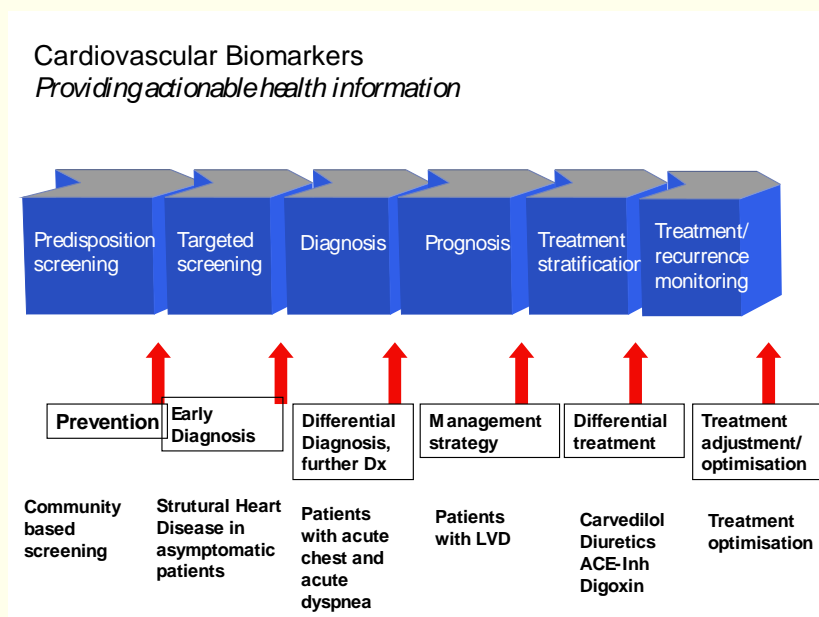 Cardiovascular Biomarkers
Providing actionable health information
Predisposition
screening
Targeted
screening
Diagnosis
Prognosis
Treatment
stratification
Treatment/
recurrence
monitoring
Prevention
Early
Diagnosis
Differential
Diagnosis,
further Dx
Management
strategy
Differential
treatment
Treatment
adjustment/
optimisation
Community
based
screening
Strutural Heart
Disease in
asymptomatic
patients
Patients
with acute
chest and
acute
dyspnea
Patients
with LVD
Carvedilol
Diuretics
ACE-Inh
Digoxin
Treatment
optimisation